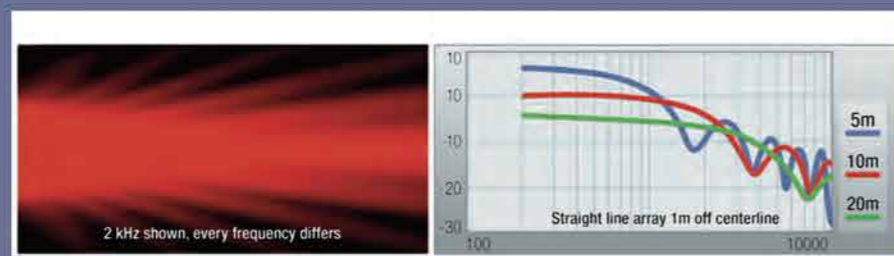 2 kHz shown, every frequency differs
10
10
-10
20
-30
100
10000
Straight line array 1m off centerline
5m
10m
20m